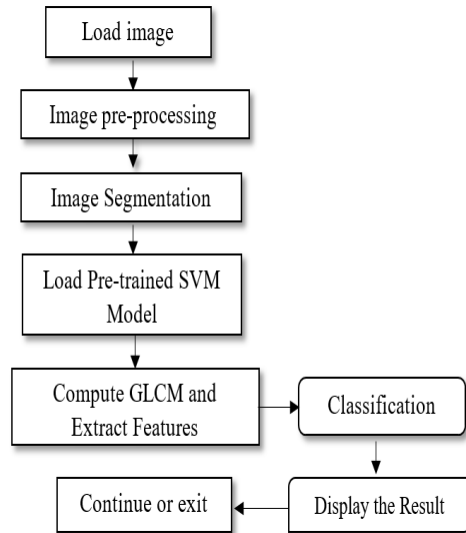 Load image
Image pre-processing
Image Segmentation
Load Pre-trained SVM
Model
Compute GLCM and
Extract Features
Classification
Display the Result
Continue or exit